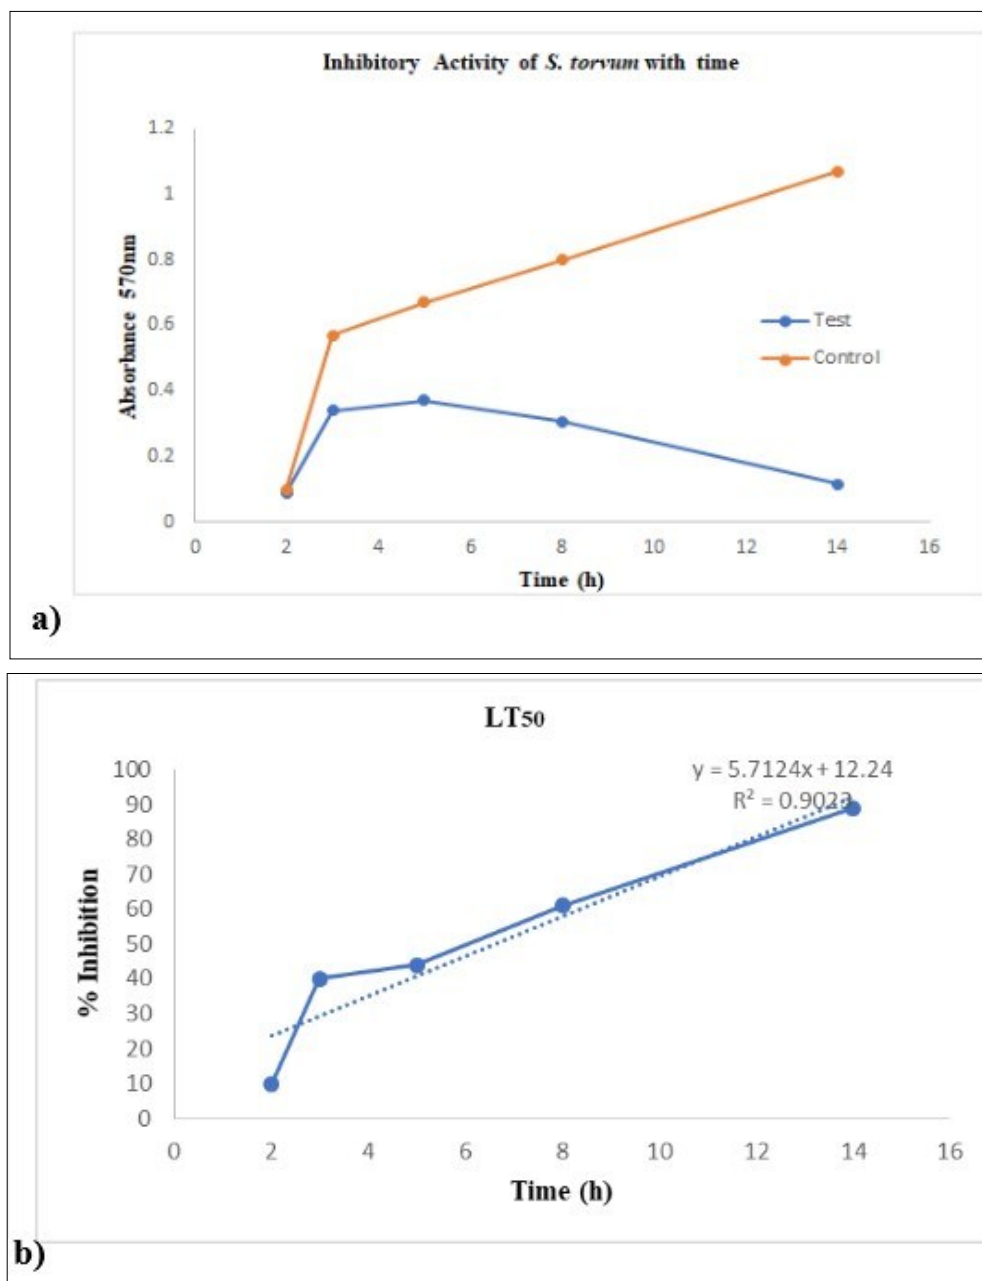 Inhibitory Activity of S. torvum with time
1.2
1
0.8
0.6
0.4
0.2
0
Absorbance 570nm
Test
Control
0 2 4 6 8 10 12 14 16
Time (h)
a)
LT50
y = 5.7124x + 12.24
R² = 0.9023
100
90
80
70
60
50
40
30
20
10
0
% Inhibition
0 2 4 6 8 10 12 14 16
Time (h)
b)